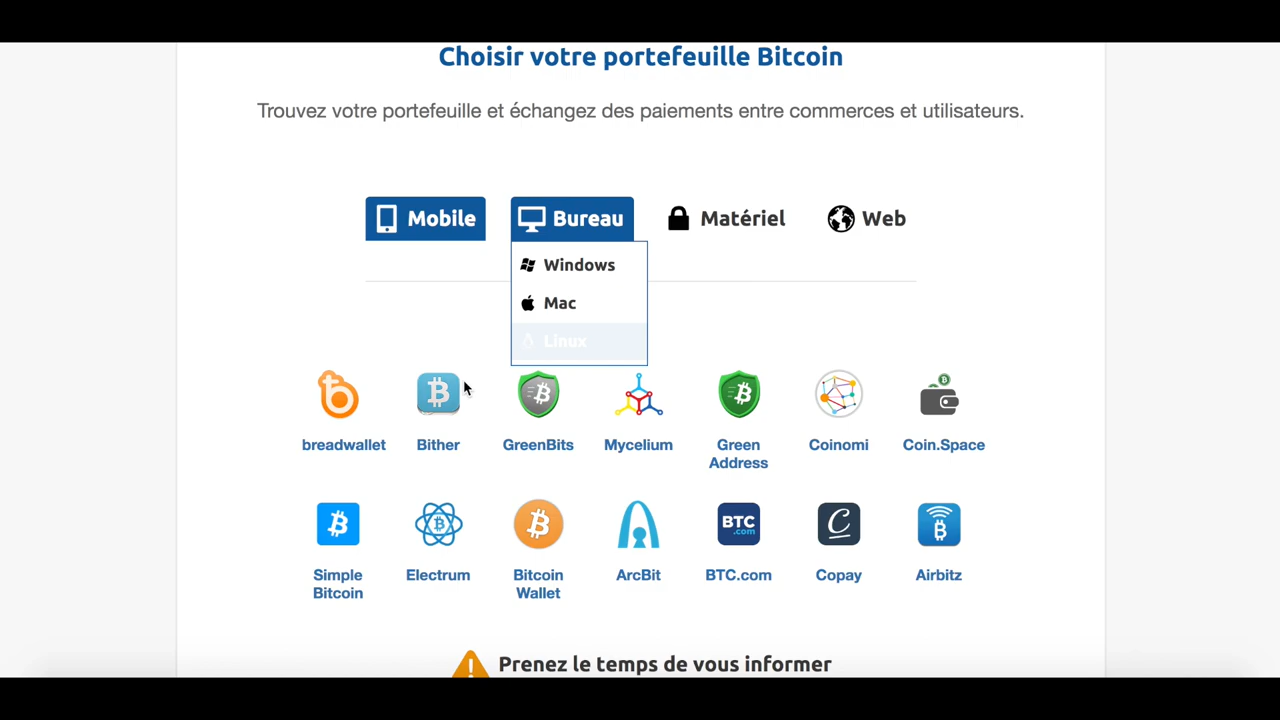 Choisir votre portefeuille Bitcoin
Trouvez votre portefeuille et échangez des paiements entre commerces et utilisateurs.
Mobile
Bureau
Matériel
Web
Windows
Mac
Linux
breadwallet
Bither
GreenBits
Mycelium
Green
Address
Coinomi
Coin.Space
BTC
.com
Simple
Bitcoin
Electrum
Bitcoin
Wallet
ArcBit
BTC.com
Copay
Airbitz
Prenez le temps de vous informer